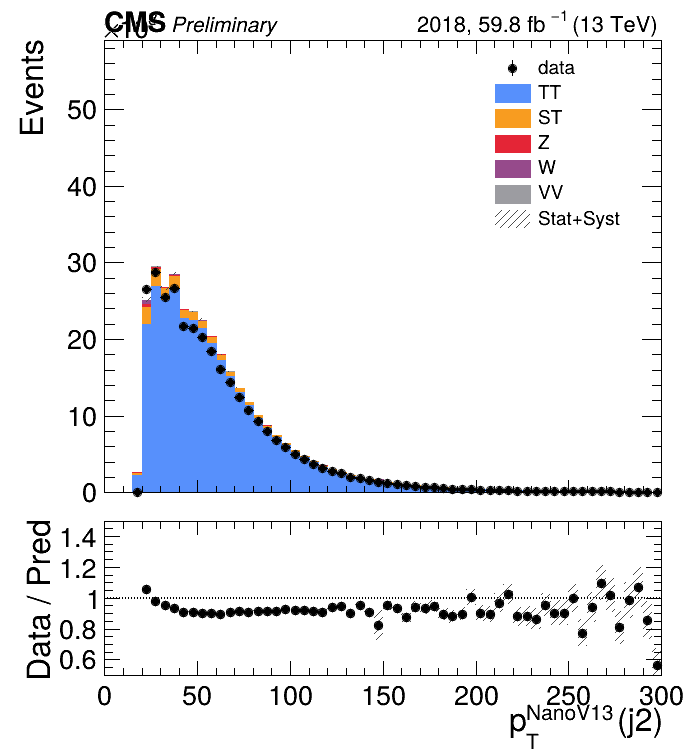 CMS Preliminary 2018, 59.8 fb⁻¹ (13 TeV)
Events
50
40
30
20
10
0
data
TT
ST
Z
W
VV
Stat+Syst
Data / Pred
1.4
1.2
1
0.8
0.6
0 50 100 150 200 250 300
p_T^NanoV13 (j2)